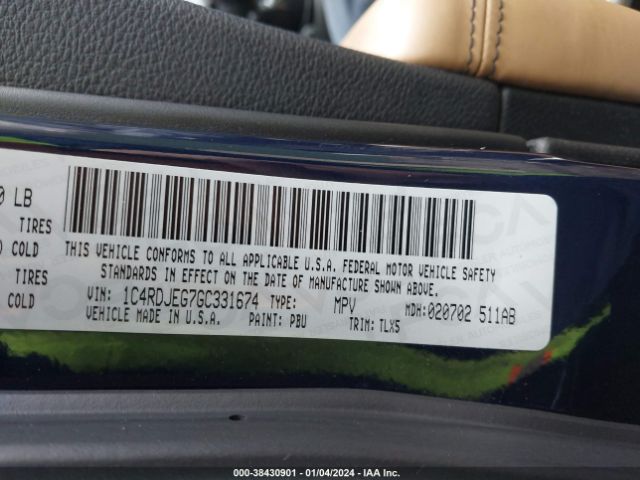 0 LB
TIRES
COLD
TIRES
COLD
THIS VEHICLE CONFORMS TO ALL APPLICABLE U.S.A. FEDERAL MOTOR VEHICLE SAFETY
STANDARDS IN EFFECT ON THE DATE OF MANUFACTURE SHOWN ABOVE.
VIN: 1C4RDJEG7GC331674 TYPE: MPV MDH: 020702 511AB
VEHICLE MADE IN U.S.A. PAINT: PBU TRIM: TLX5
000-38430901 - 01/04/2024 - IAA Inc.